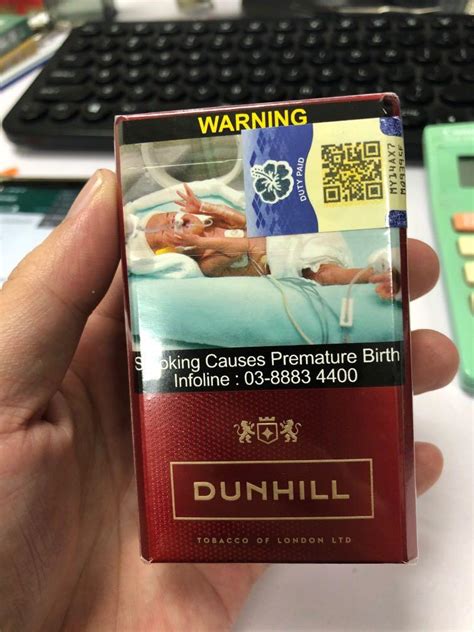 WARNING
DUTY PAID
Smoking Causes Premature Birth
Infoline : 03-8883 4400
DUNHILL
TOBACCO OF LONDON LTD